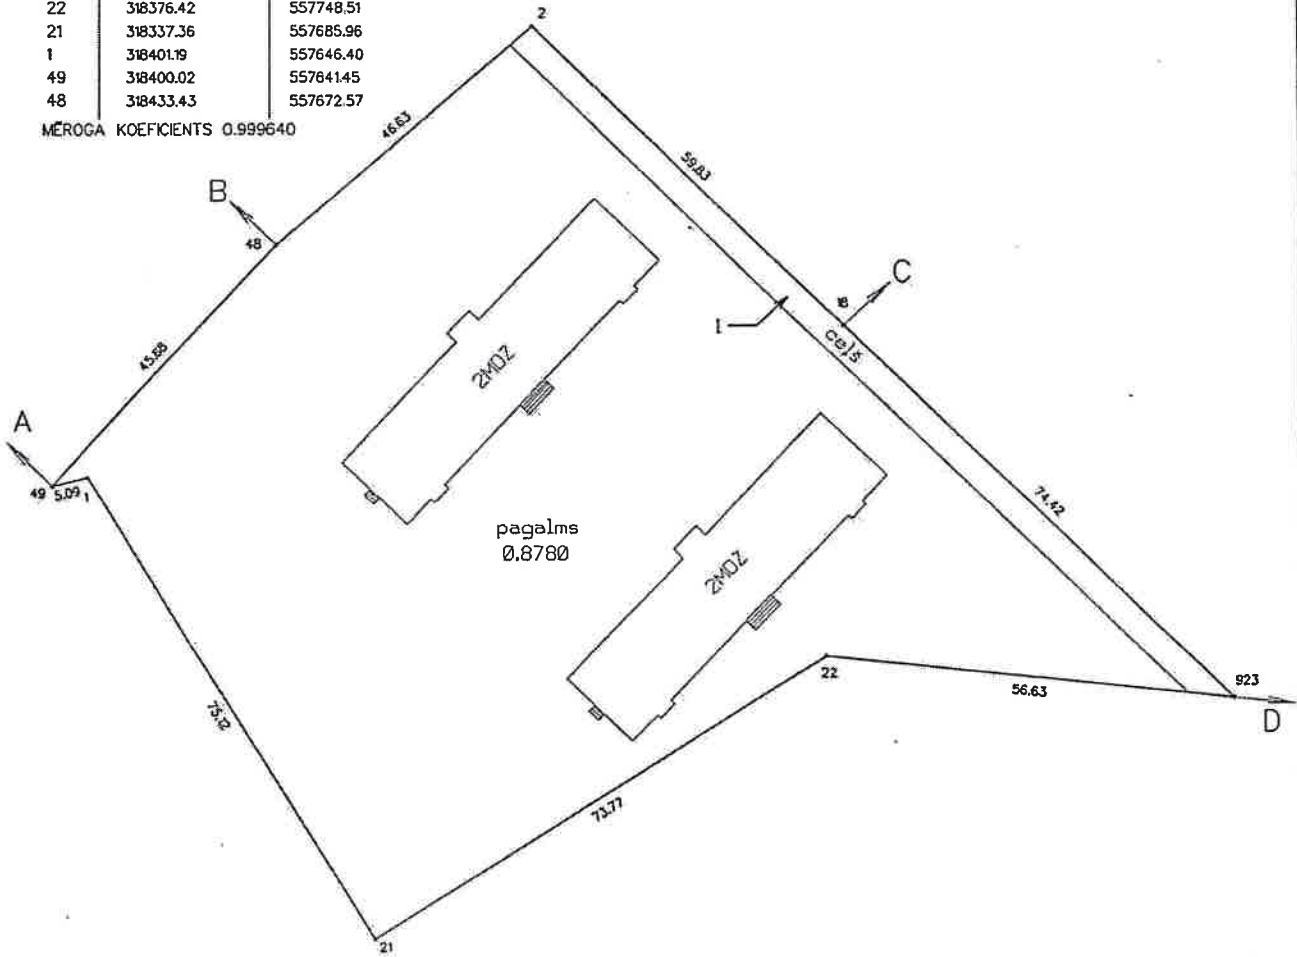 22 318376.42 557748.51
21 318337.36 557685.96
1 318401.19 557646.40
49 318400.02 557641.45
48 318433.43 557672.57
MĒROGA KOEFICIENTS 0.999640
2
46.63
59.83
B
48
C
18
I
ceļš
2MDZ
45.68
A
49 5.09 1
74.42
pagalms
0.8780
2MDZ
22
923
56.63
D
75.12
73.77
21